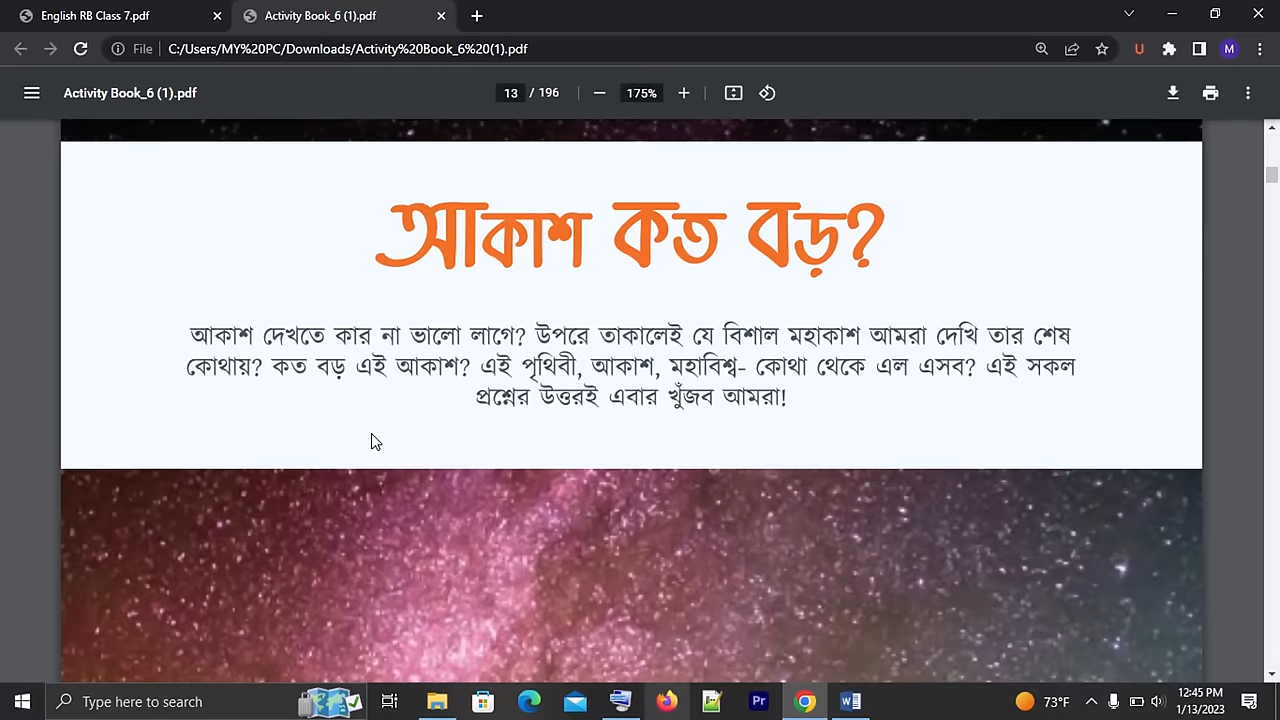 English RB Class 7.pdf
Activity Book_6 (1).pdf
File
C:/Users/MY%20PC/Downloads/Activity%20Book_6%20(1).pdf
U
M
Activity Book_6 (1).pdf
13 / 196
175%
আকাশ কত বড়?
আকাশ দেখতে কার না ভালো লাগে? উপরে তাকালেই যে বিশাল মহাকাশ আমরা দেখি তার শেষ
কোথায়? কত বড় এই আকাশ? এই পৃথিবী, আকাশ, মহাবিশ্ব- কোথা থেকে এল এসব? এই সকল
প্রশ্নের উত্তরই এবার খুঁজব আমরা!
Type here to search
Pr
W
73°F
12:45 PM
1/13/2023